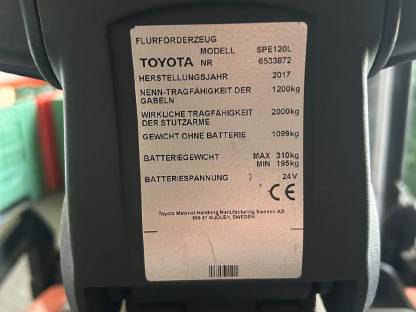 FLURFÖRDERZEUG
MODELL SPE120L
TOYOTA NR 6533872
HERSTELLUNGSJAHR 2017
NENN-TRAGFÄHIGKEIT DER 1200kg
GABELN
WIRKLICHE TRAGFÄHIGKEIT 2000kg
DER STÜTZARME
GEWICHT OHNE BATTERIE 1099kg
BATTERIEGEWICHT MAX 310kg
MIN 195kg
BATTERIESPANNUNG 24V
CE
Toyota Material Handling Manufacturing Sweden AB
MJÖLBY, SWEDEN